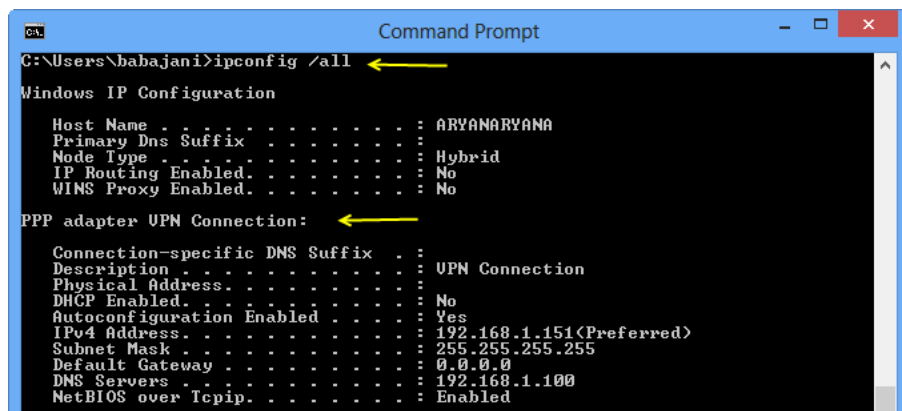 Command Prompt
C:\Users\babajani>ipconfig /all
Windows IP Configuration
Host Name . . . . . . . . . . . . : ARYANARYANA
Primary Dns Suffix . . . . . . . :
Node Type . . . . . . . . . . . . : Hybrid
IP Routing Enabled. . . . . . . . : No
WINS Proxy Enabled. . . . . . . . : No
PPP adapter VPN Connection:
Connection-specific DNS Suffix . :
Description . . . . . . . . . . . : VPN Connection
Physical Address. . . . . . . . . :
DHCP Enabled. . . . . . . . . . . : No
Autoconfiguration Enabled . . . . : Yes
IPv4 Address. . . . . . . . . . . : 192.168.1.151(Preferred)
Subnet Mask . . . . . . . . . . . : 255.255.255.255
Default Gateway . . . . . . . . . : 0.0.0.0
DNS Servers . . . . . . . . . . . : 192.168.1.100
NetBIOS over Tcpip. . . . . . . . : Enabled